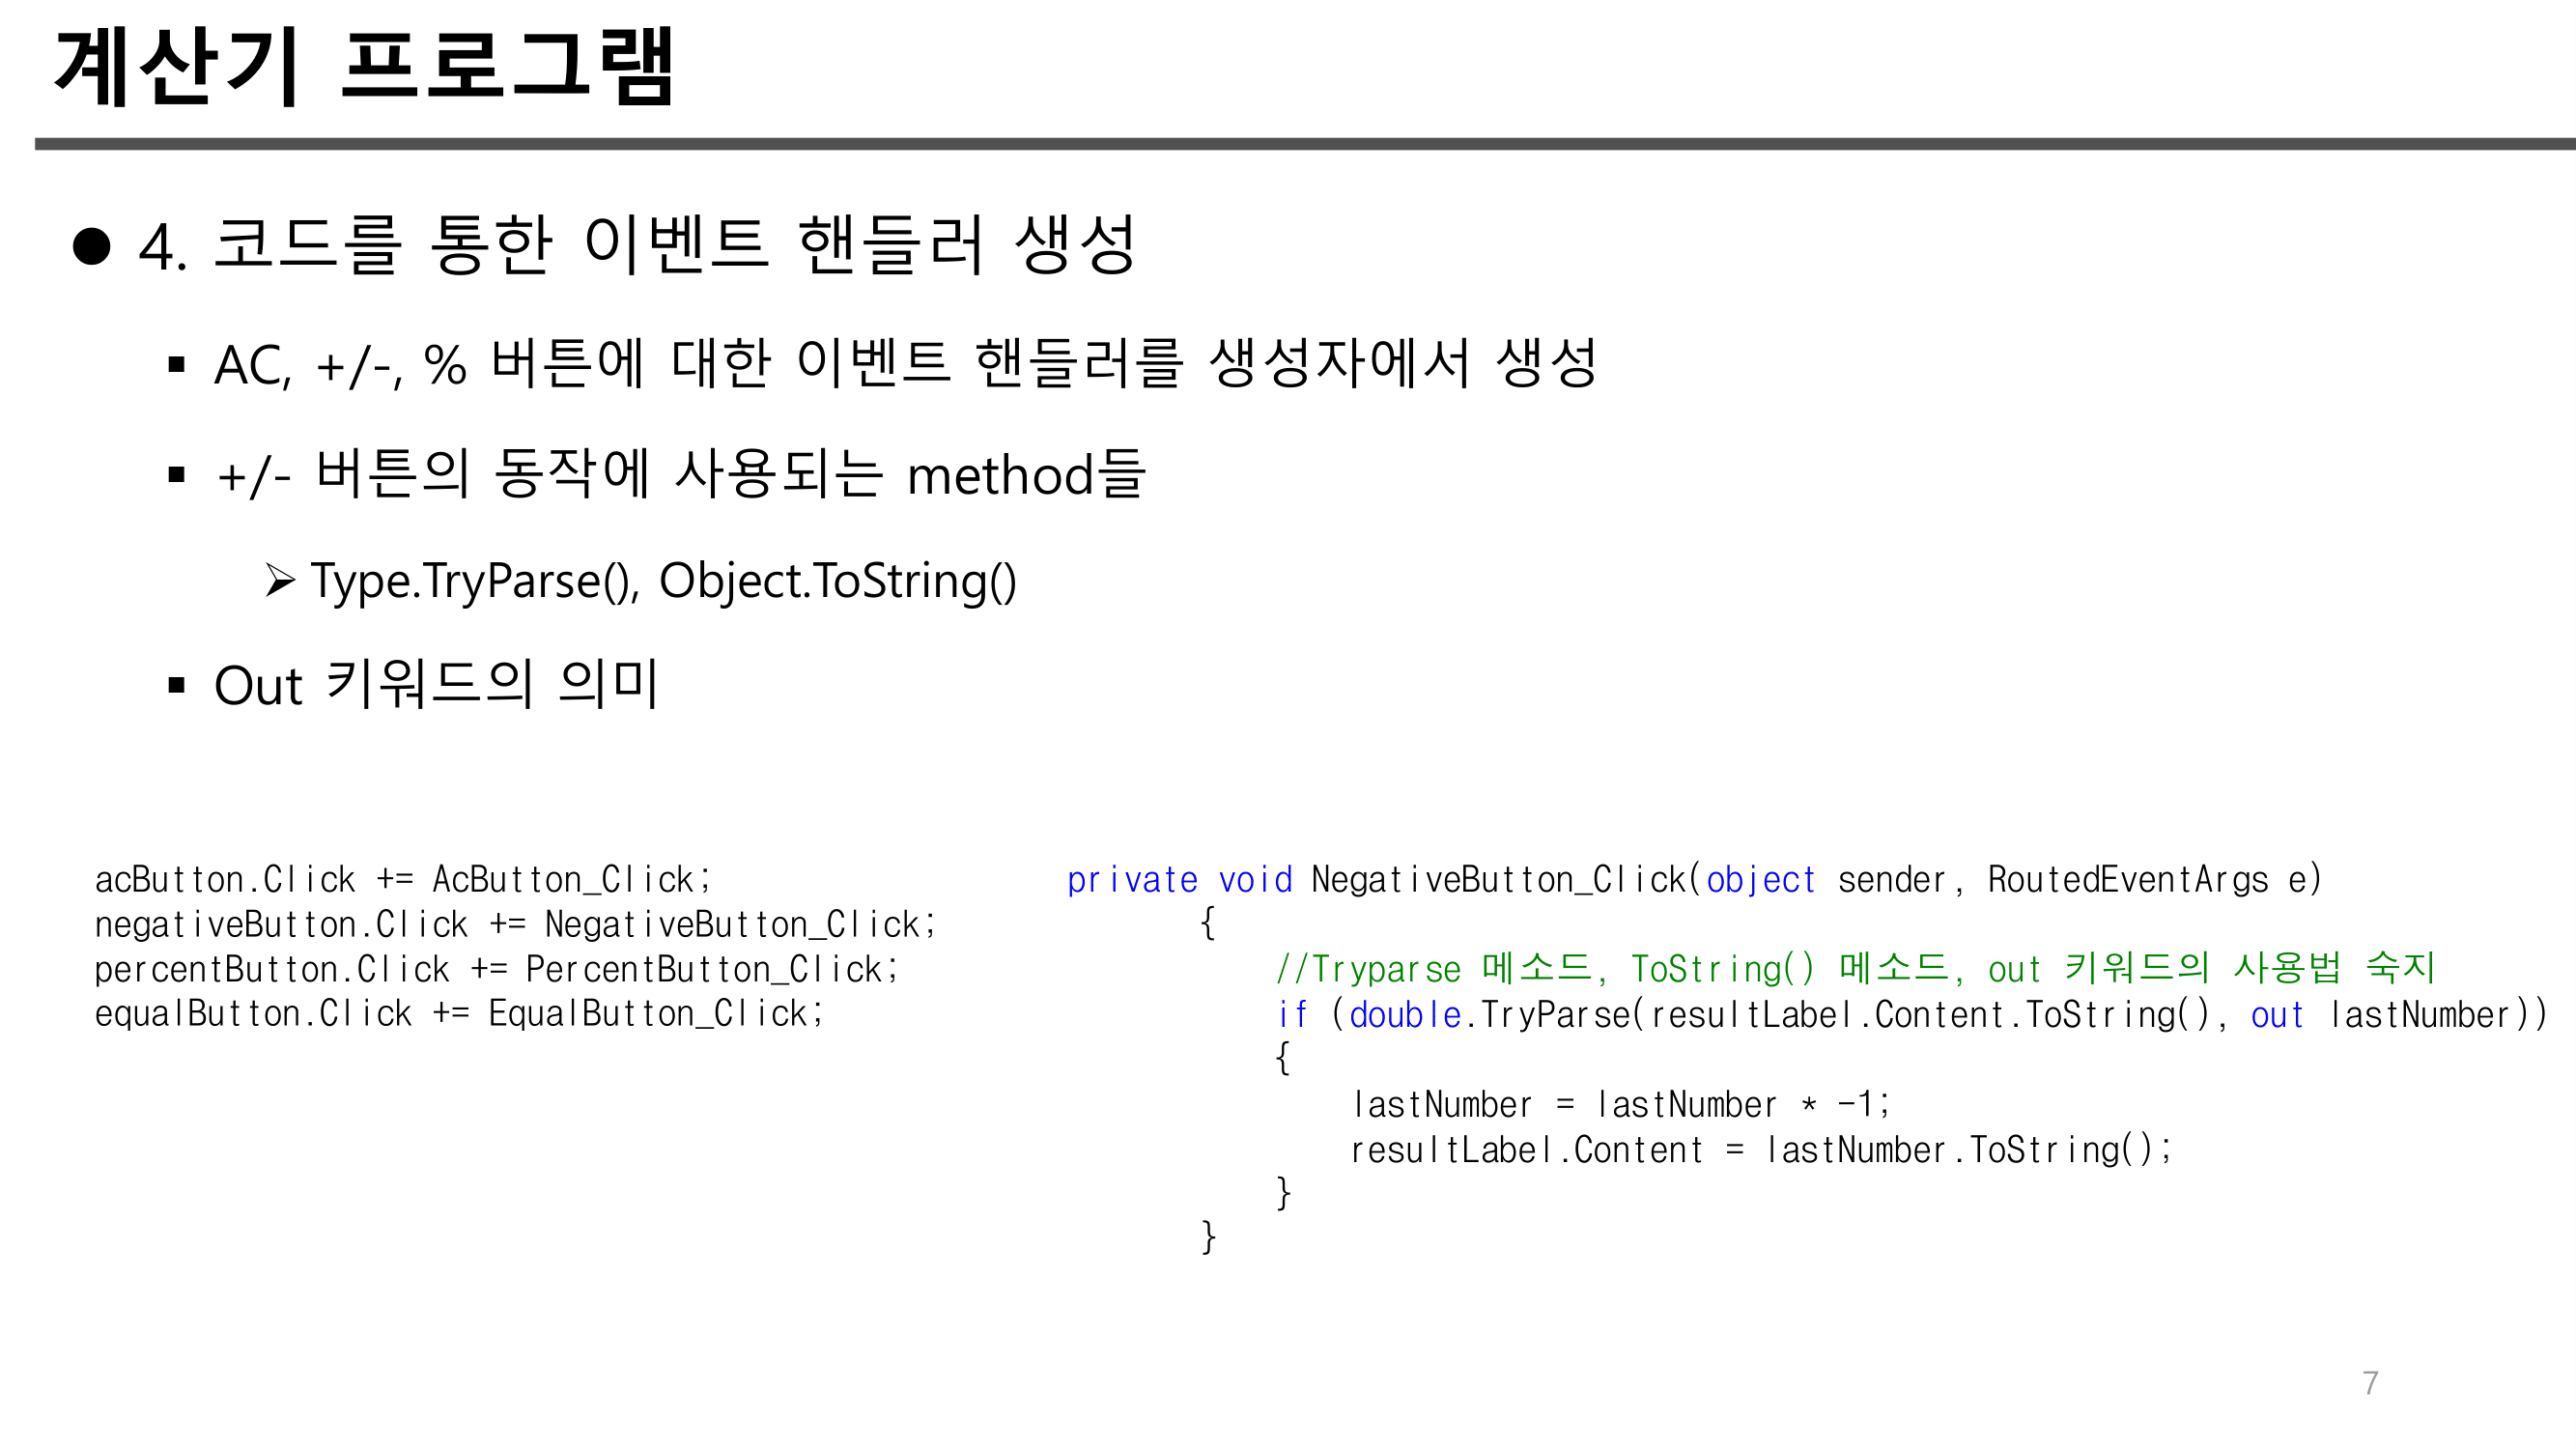 계산기 프로그램
● 4. 코드를 통한 이벤트 핸들러 생성
▪ AC, +/-, % 버튼에 대한 이벤트 핸들러를 생성자에서 생성
▪ +/- 버튼의 동작에 사용되는 method들
➢ Type.TryParse(), Object.ToString()
▪ Out 키워드의 의미
acButton.Click += AcButton_Click;
negativeButton.Click += NegativeButton_Click;
percentButton.Click += PercentButton_Click;
equalButton.Click += EqualButton_Click;
private void NegativeButton_Click(object sender, RoutedEventArgs e)
{
//Tryparse 메소드, ToString() 메소드, out 키워드의 사용법 숙지
if (double.TryParse(resultLabel.Content.ToString(), out lastNumber))
{
lastNumber = lastNumber * -1;
resultLabel.Content = lastNumber.ToString();
}
}
7